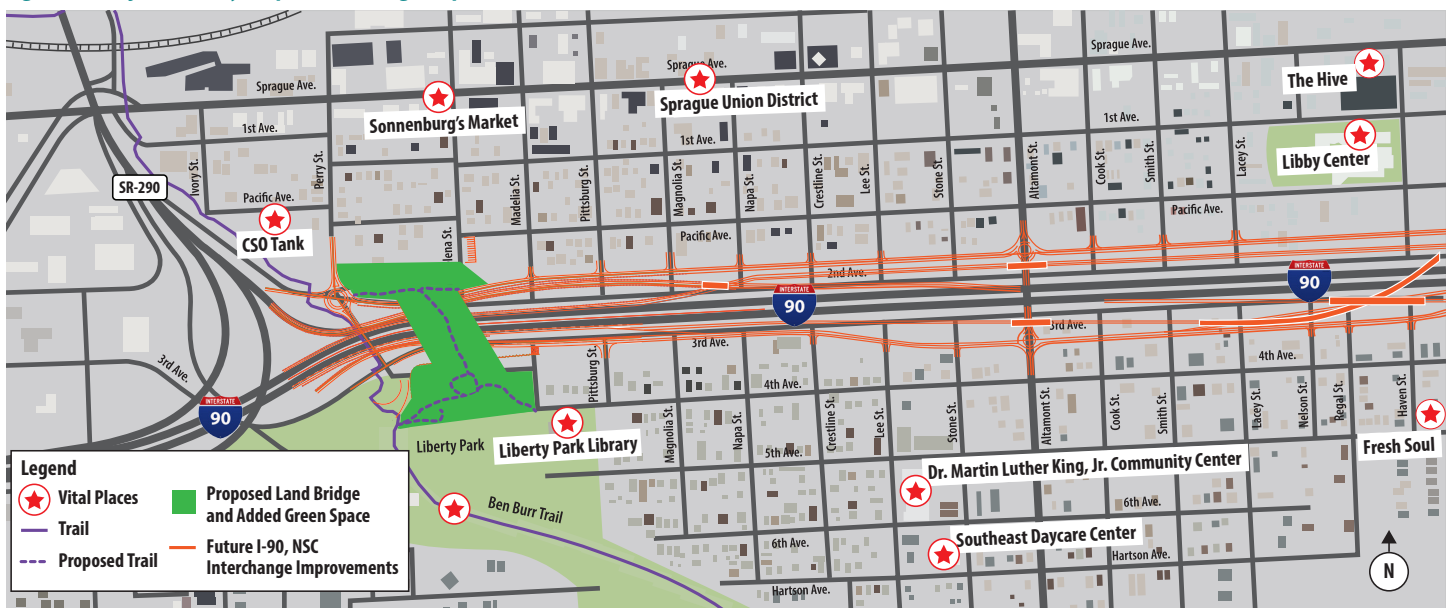 Sprague Ave.
Sprague Ave.
Sprague Ave.
The Hive
Sonnenburg's Market
Sprague Union District
1st Ave.
1st Ave.
1st Ave.
Libby Center
Ivory St.
Perry St.
SR-290
Pacific Ave.
CSO Tank
Madelia St.
Pittsburg St.
Magnolia St.
Napa St.
Crestline St.
Lee St.
Stone St.
Altamont St.
Cook St.
Smith St.
Lacey St.
Pacific Ave.
Pacific Ave.
lena St.
2nd Ave.
INTERSTATE
90
INTERSTATE
90
3rd Ave.
3rd Ave.
3rd Ave.
4th Ave.
4th Ave.
INTERSTATE
90
Pittsburg St.
Magnolia St.
Napa St.
Crestline St.
Lee St.
Stone St.
Altamont St.
Cook St.
Smith St.
Lacey St.
Nelson St.
Regal St.
Haven St.
Liberty Park
Liberty Park Library
5th Ave.
Fresh Soul
Dr. Martin Luther King, Jr. Community Center
6th Ave.
6th Ave.
Ben Burr Trail
Southeast Daycare Center
Hartson Ave.
Hartson Ave.
Legend
Vital Places
Trail
Proposed Trail
Proposed Land Bridge
and Added Green Space
Future I-90, NSC
Interchange Improvements
N